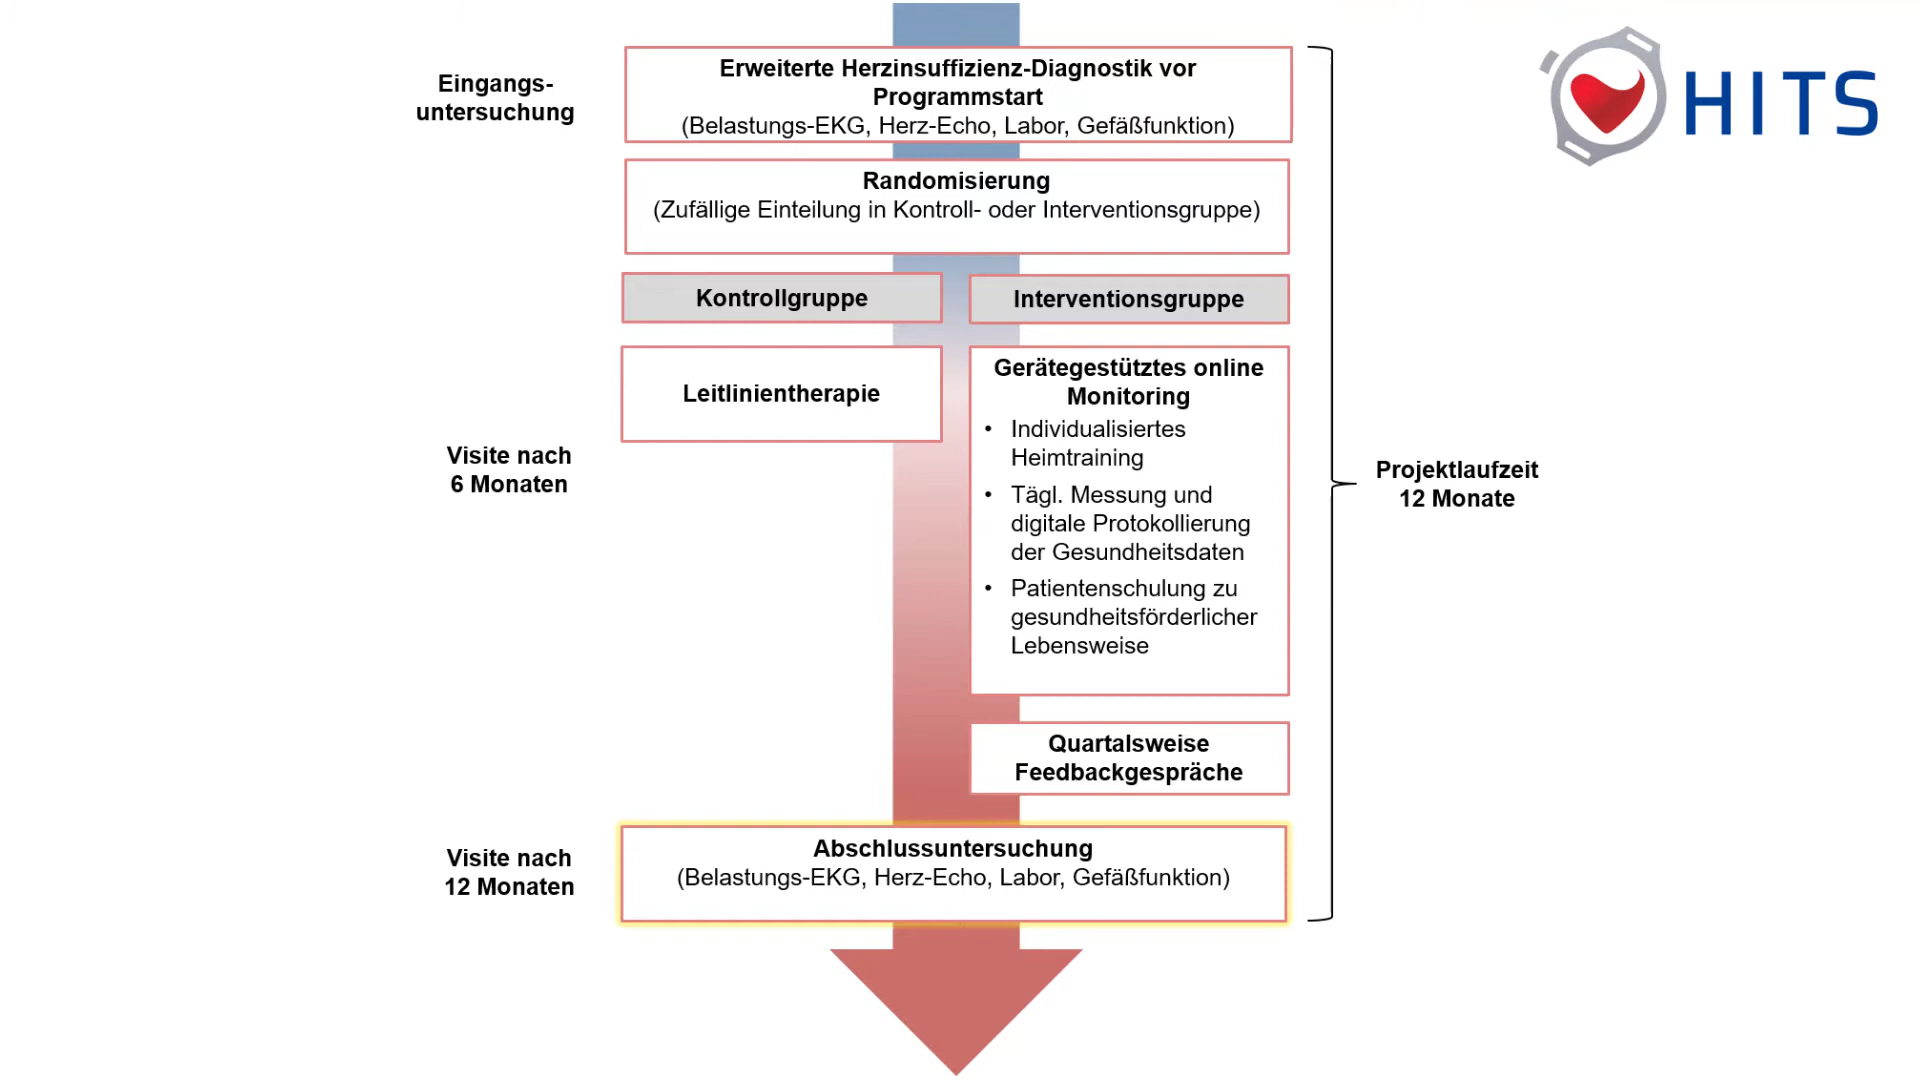 Eingangs-
untersuchung
Erweiterte Herzinsuffizienz-Diagnostik vor
Programmstart
(Belastungs-EKG, Herz-Echo, Labor, Gefäßfunktion)
HITS
Randomisierung
(Zufällige Einteilung in Kontroll- oder Interventionsgruppe)
Kontrollgruppe
Interventionsgruppe
Leitlinientherapie
Gerätegestütztes online
Monitoring
• Individualisiertes
Heimtraining
• Tägl. Messung und
digitale Protokollierung
der Gesundheitsdaten
• Patientenschulung zu
gesundheitsförderlicher
Lebensweise
Visite nach
6 Monaten
Projektlaufzeit
12 Monate
Quartalsweise
Feedbackgespräche
Visite nach
12 Monaten
Abschlussuntersuchung
(Belastungs-EKG, Herz-Echo, Labor, Gefäßfunktion)